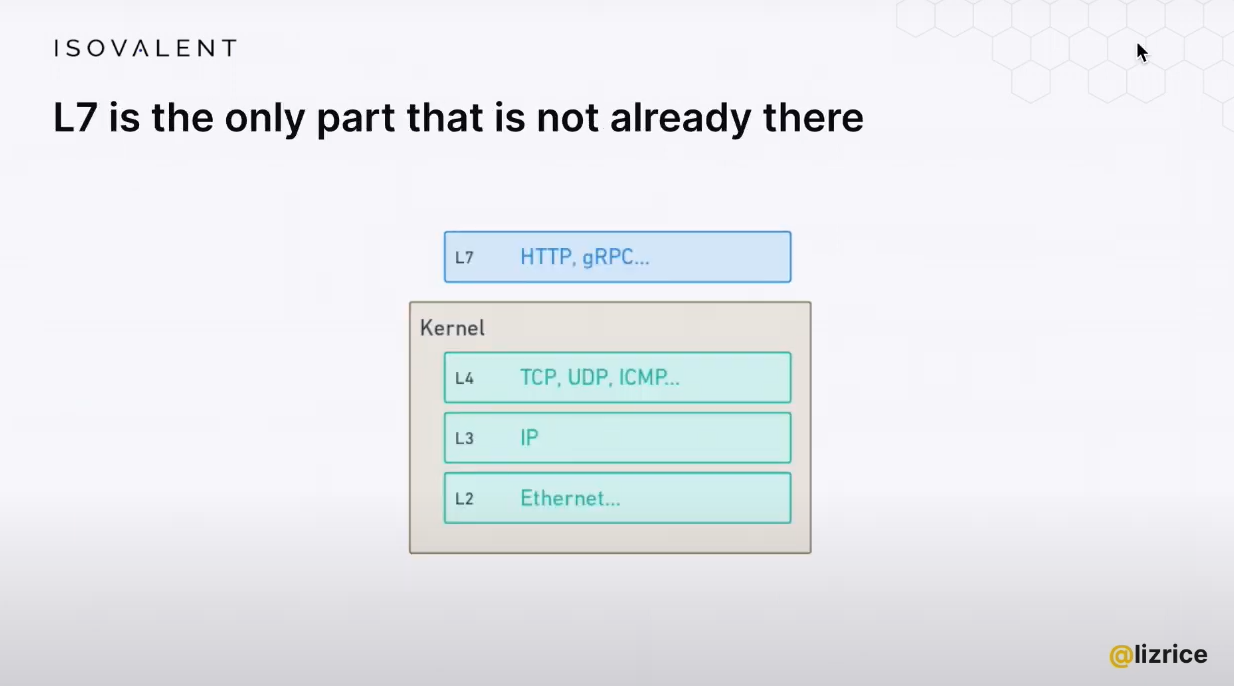 ISOVALENT
L7 is the only part that is not already there
L7 HTTP, gRPC...
Kernel
L4 TCP, UDP, ICMP...
L3 IP
L2 Ethernet...
@lizrice